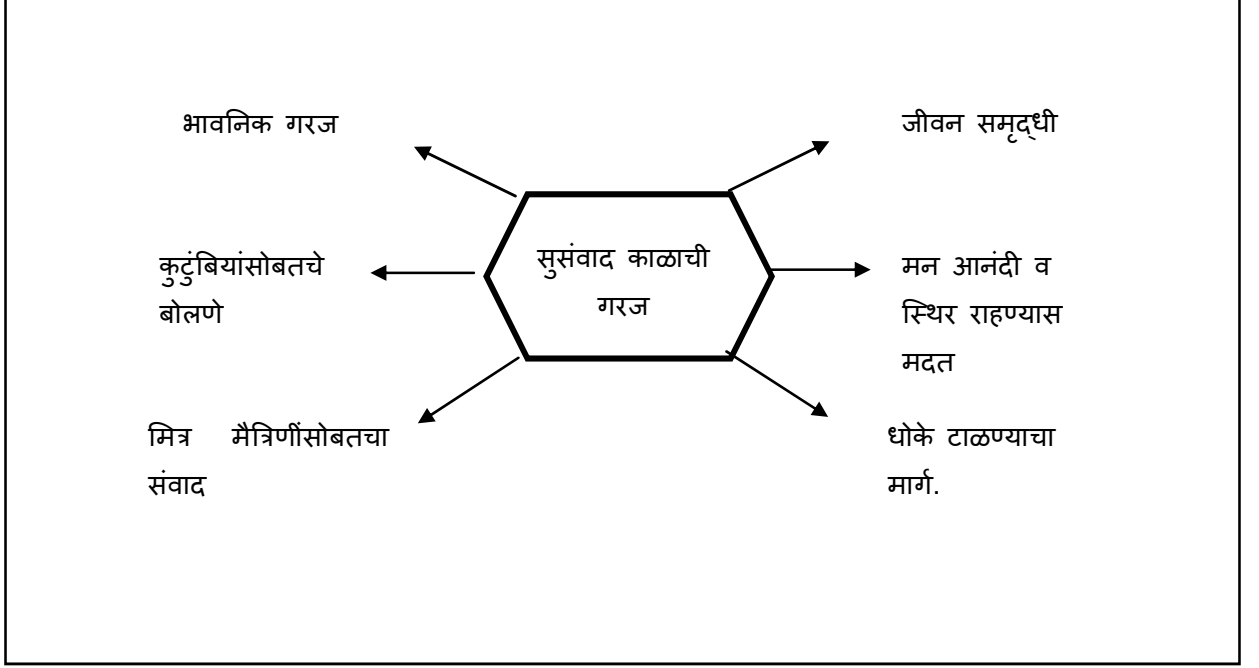 भावनिक गरज
जीवन समृद्धी
सुसंवाद काळाची
गरज
कुटुंबियांसोबतचे
बोलणे
मन आनंदी व
स्थिर राहण्यास
मदत
मित्र मैत्रिणींसोबतचा
संवाद
धोके टाळण्याचा
मार्ग.